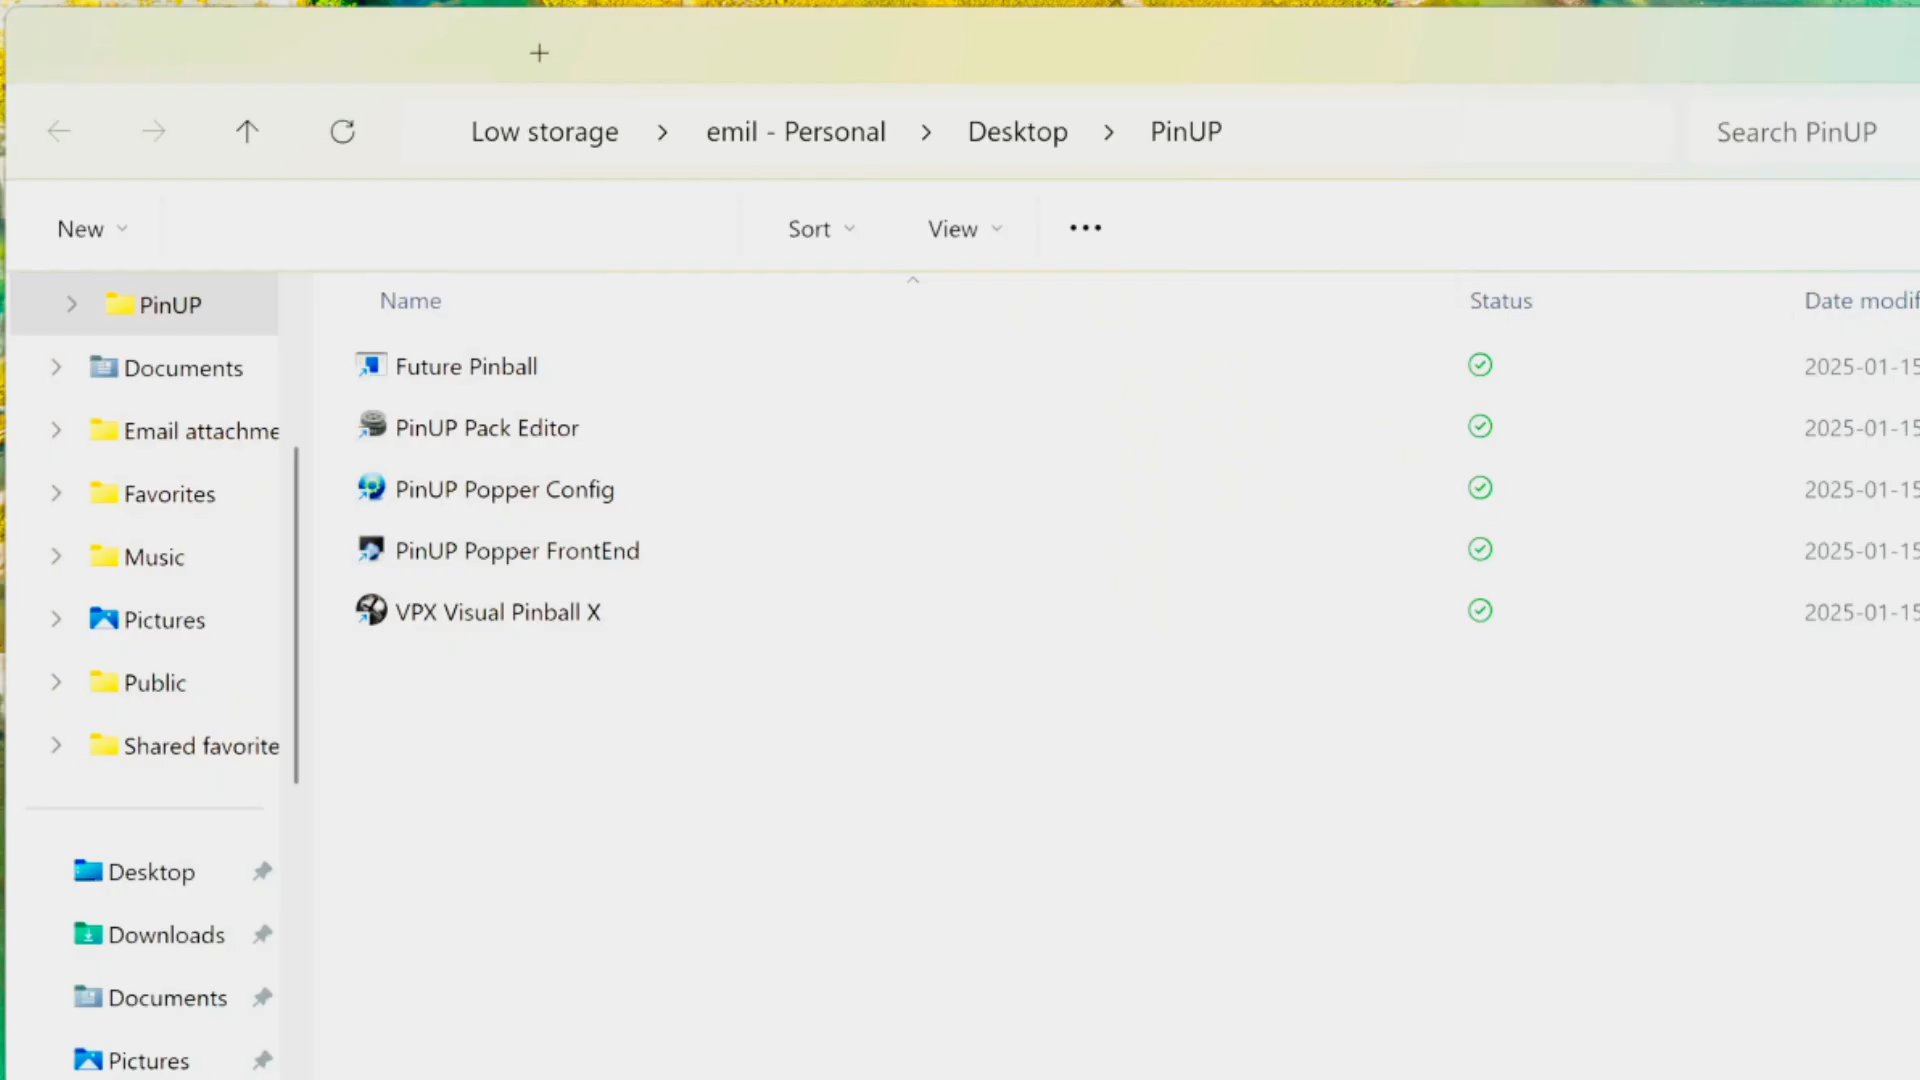 Low storage > emil - Personal > Desktop > PinUP
Search PinUP
New
Sort
View
PinUP
Documents
Email attachme
Favorites
Music
Pictures
Public
Shared favorite
Desktop
Downloads
Documents
Pictures
Name Status Date modif
Future Pinball 2025-01-15
PinUP Pack Editor 2025-01-15
PinUP Popper Config 2025-01-15
PinUP Popper FrontEnd 2025-01-15
VPX Visual Pinball X 2025-01-15